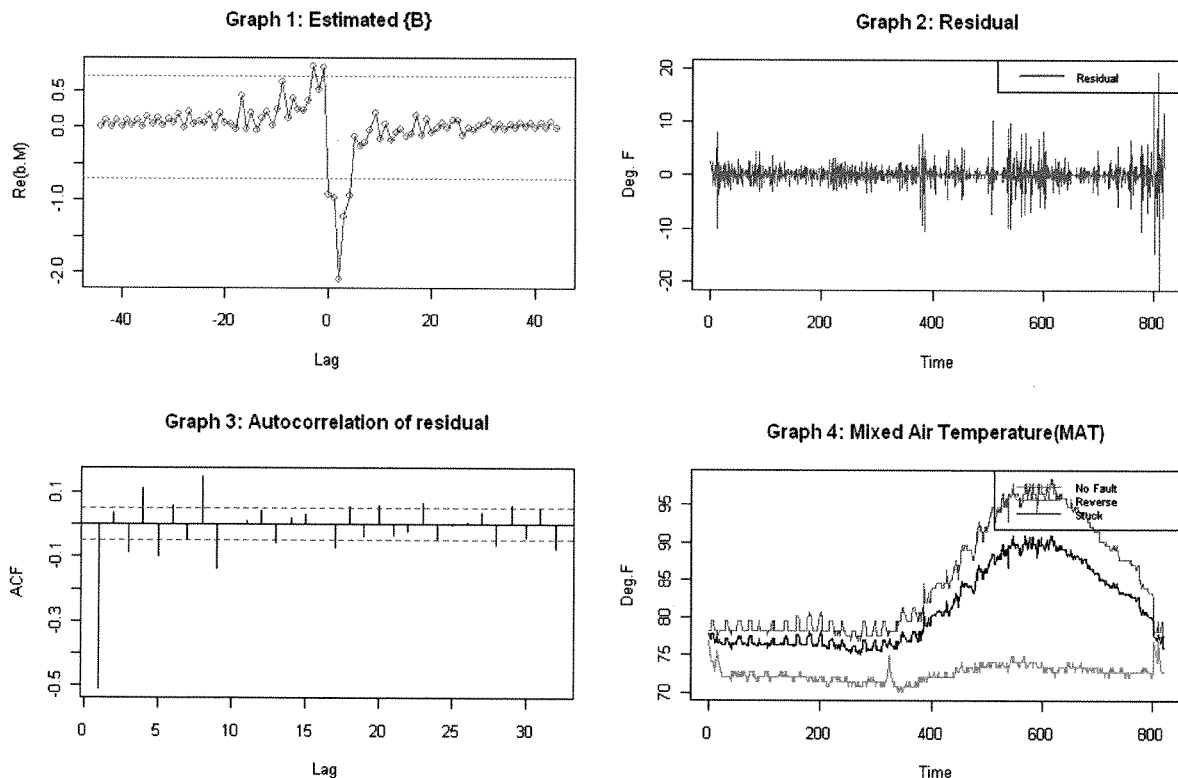 Graph 1: Estimated {B}
Re(b.M)
0.5
0.0
-1.0
-2.0
-40
-20
0
20
40
Lag
Graph 2: Residual
Residual
Deg. F
20
10
0
-10
-20
0
200
400
600
800
Time
Graph 3: Autocorrelation of residual
ACF
0.1
-0.1
-0.3
-0.5
0
5
10
15
20
25
30
Lag
Graph 4: Mixed Air Temperature(MAT)
No Fault
Reverse
Stuck
Deg.F
95
90
85
80
75
70
0
200
400
600
800
Time